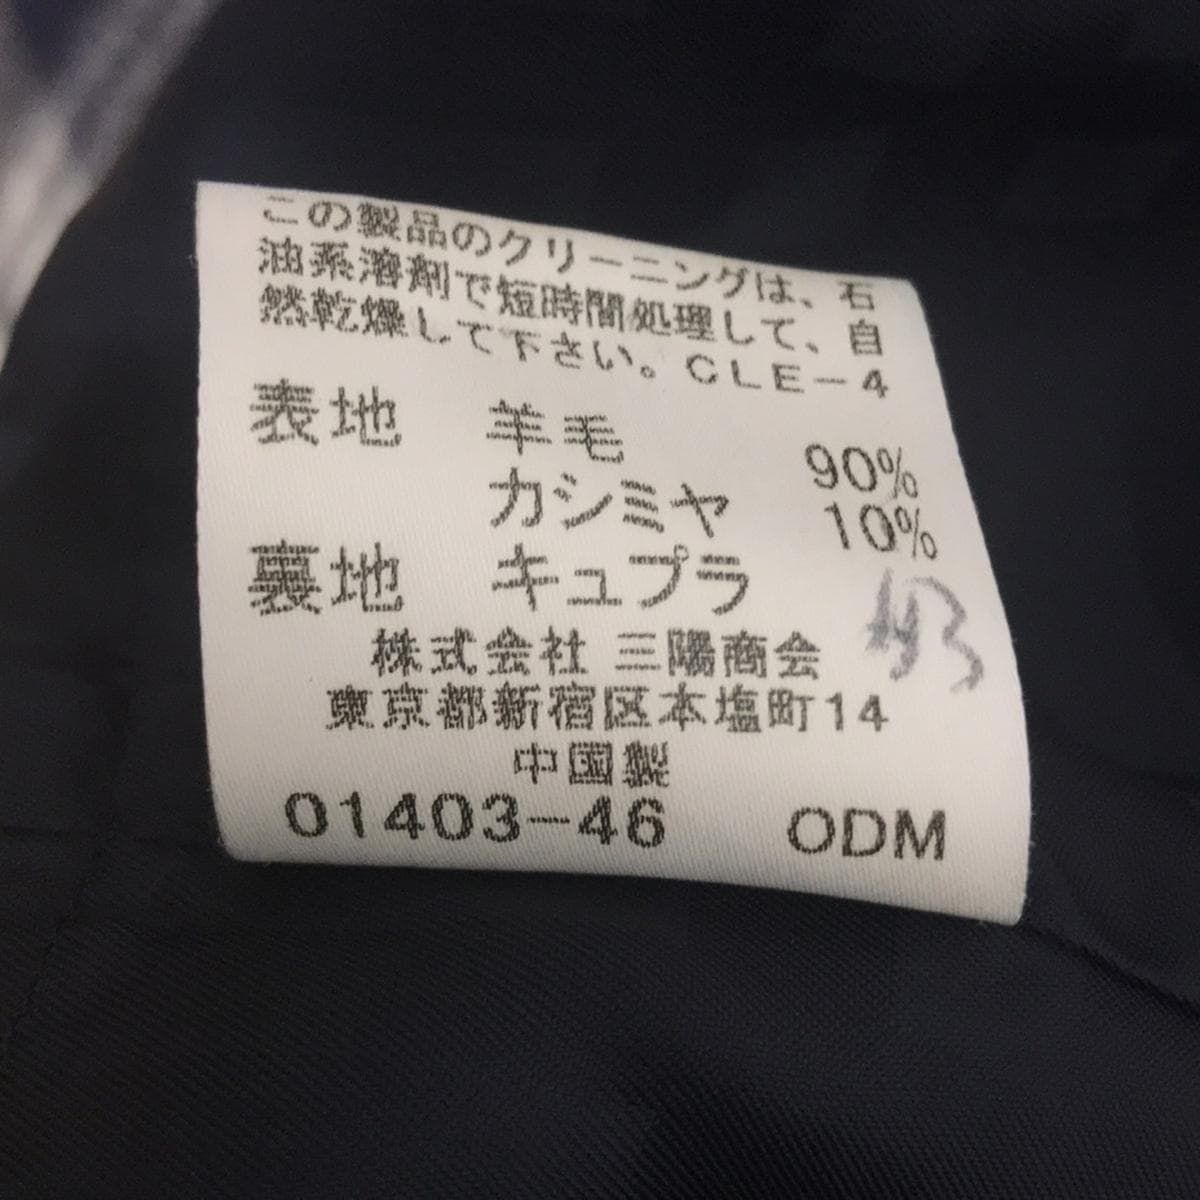 この製品のクリーニングは、石
油系溶剤で短時間処理して、自
然乾燥して下さい。CLE-4
表地 羊毛 90%
カシミヤ 10%
裏地 キュプラ
株式会社 三陽商会
東京都新宿区本塩町14
中国製
01403-46 ODM